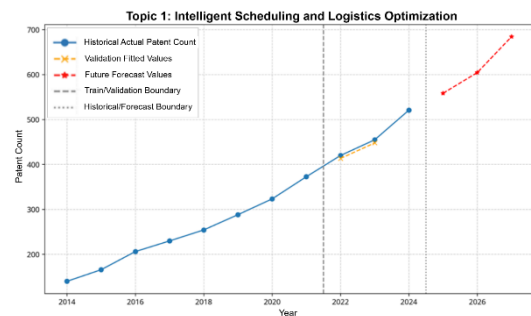 Topic 1: Intelligent Scheduling and Logistics Optimization
Historical Actual Patent Count
Validation Fitted Values
Future Forecast Values
Train/Validation Boundary
Historical/Forecast Boundary
Patent Count
700
600
500
400
300
200
2014 2016 2018 2020 2022 2024 2026
Year